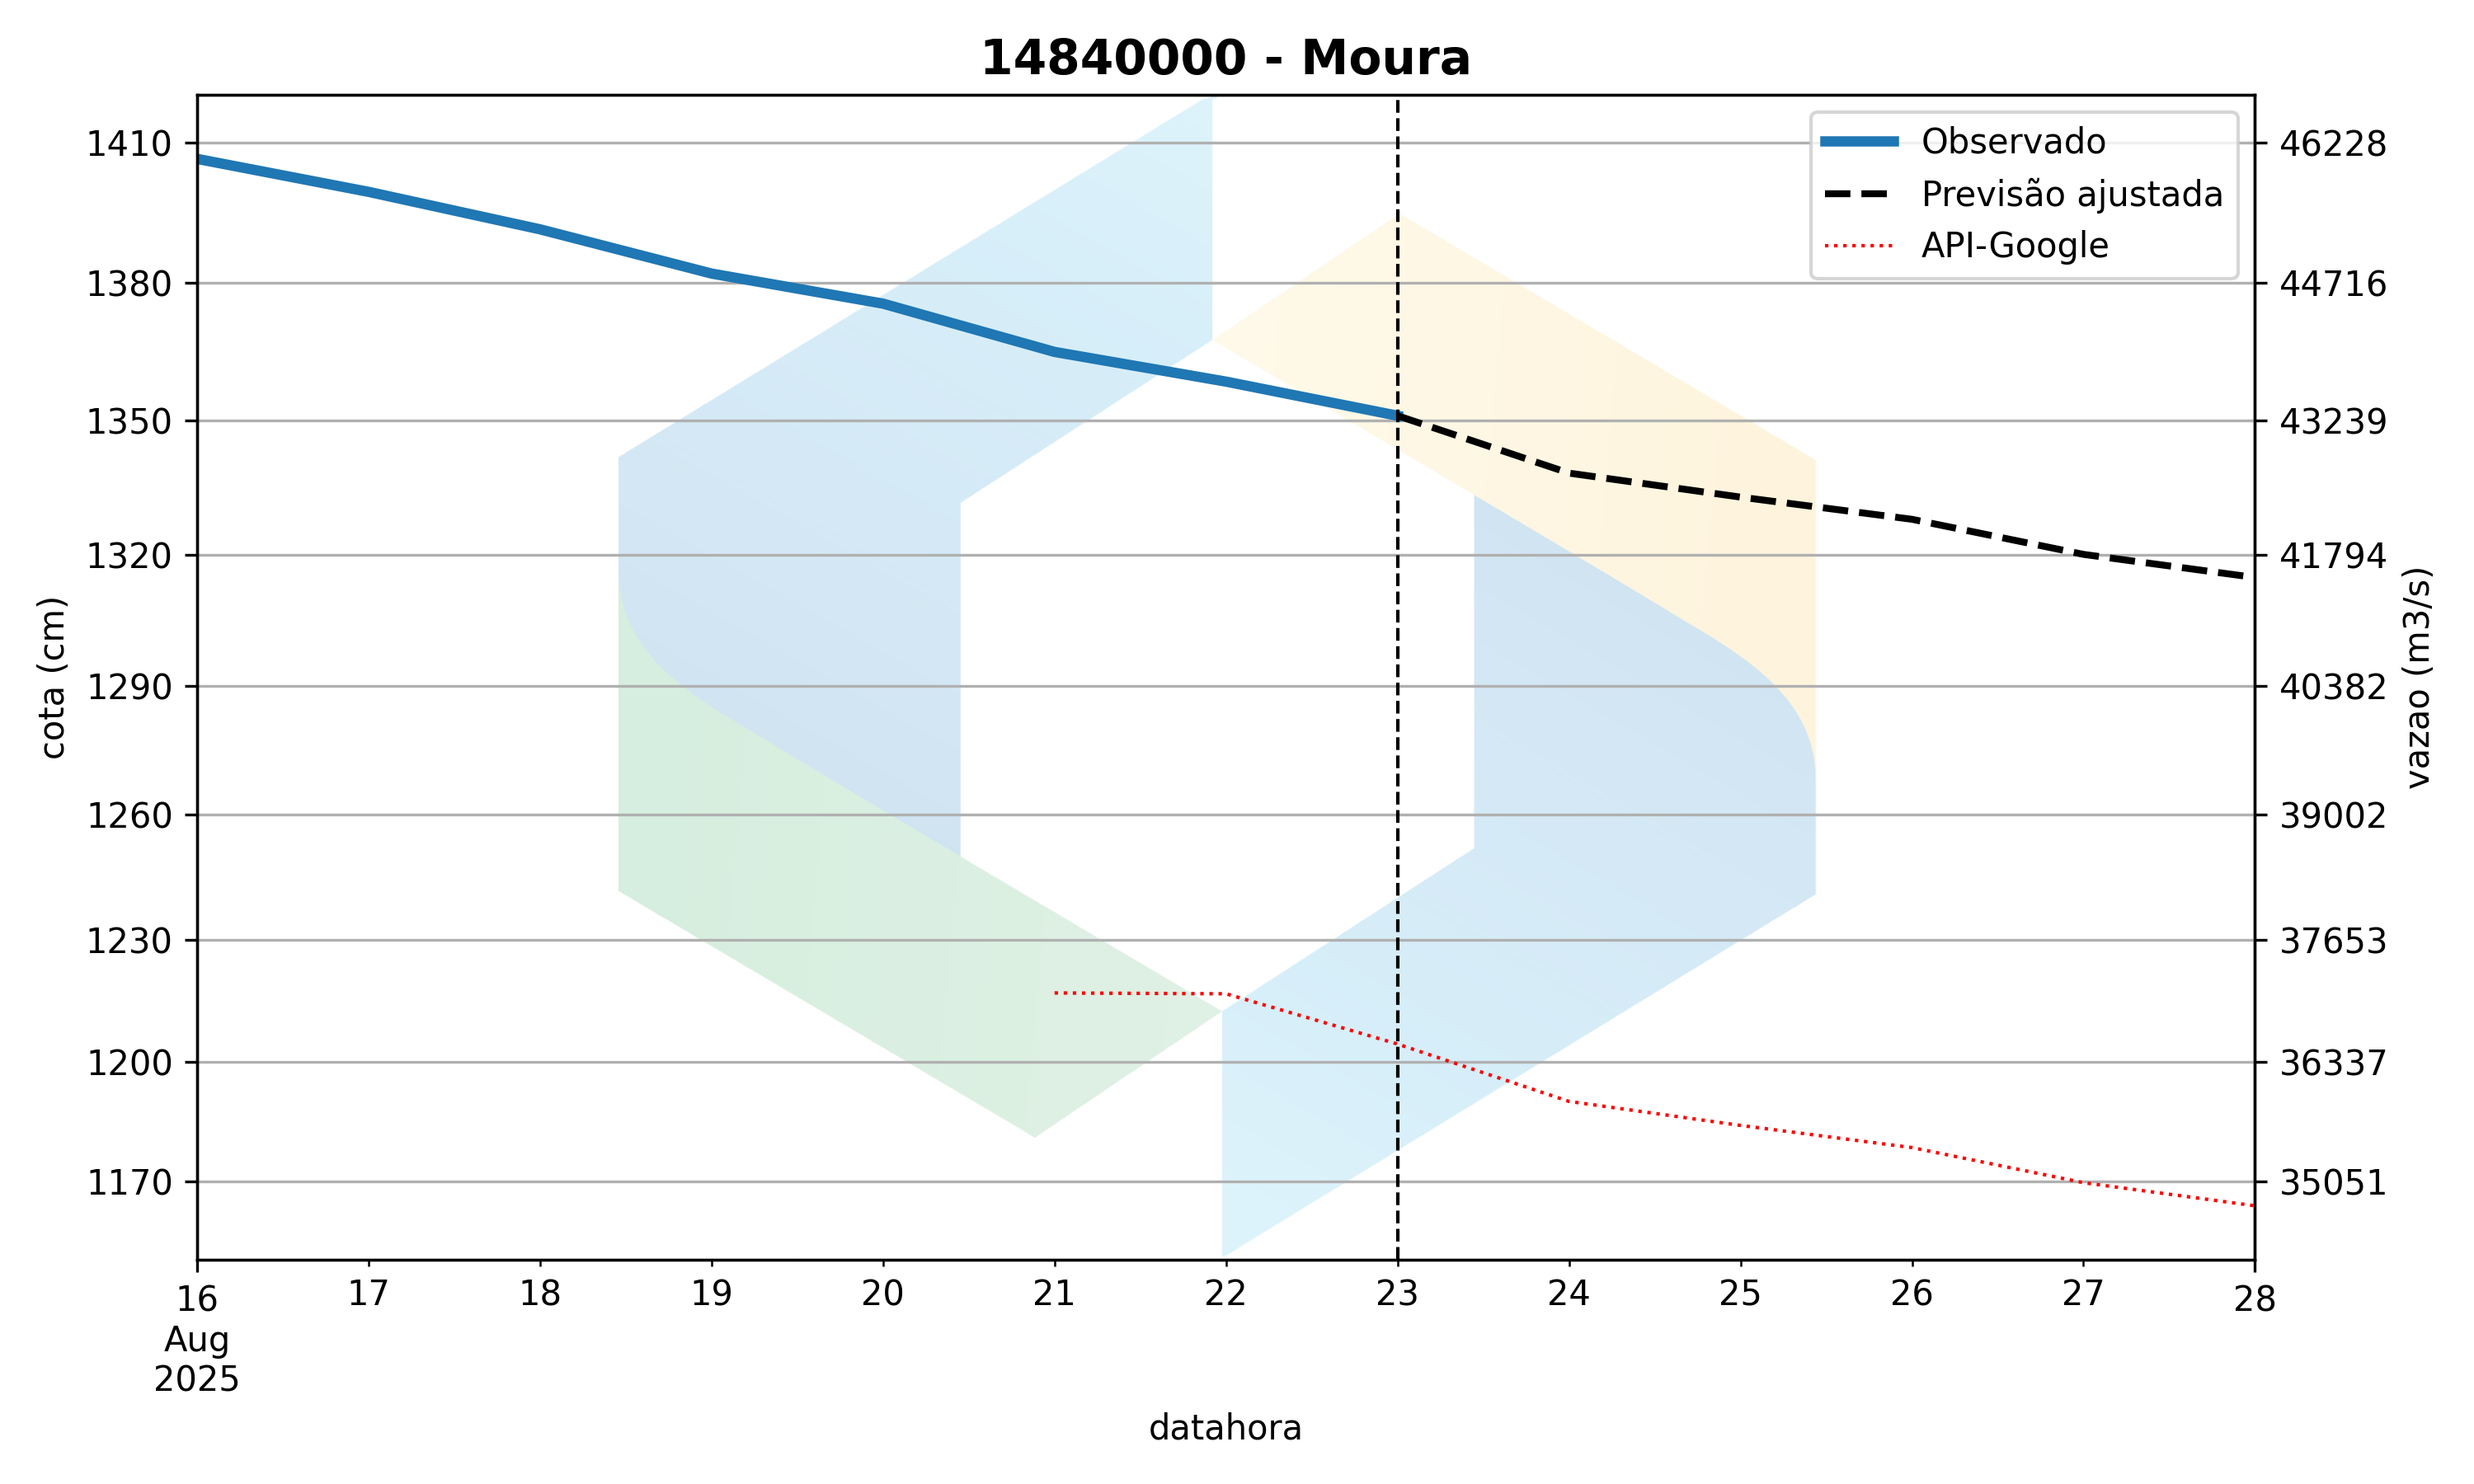 14840000 - Moura
Observado
Previsão ajustada
API-Google
cota (cm)
1410
1380
1350
1320
1290
1260
1230
1200
1170
46228
44716
43239
41794
40382
39002
37653
36337
35051
vazao (m3/s)
16 17 18 19 20 21 22 23 24 25 26 27 28
Aug
2025
datahora